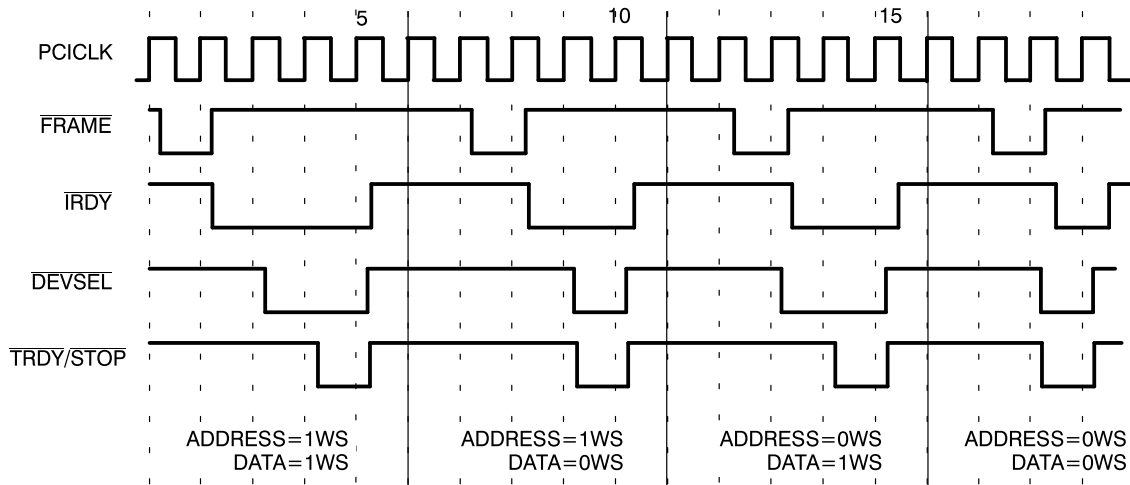 5
10
15
PCICLK
FRAME
IRDY
DEVSEL
TRDY/STOP
ADDRESS=1WS
DATA=1WS
ADDRESS=1WS
DATA=0WS
ADDRESS=0WS
DATA=1WS
ADDRESS=0WS
DATA=0WS